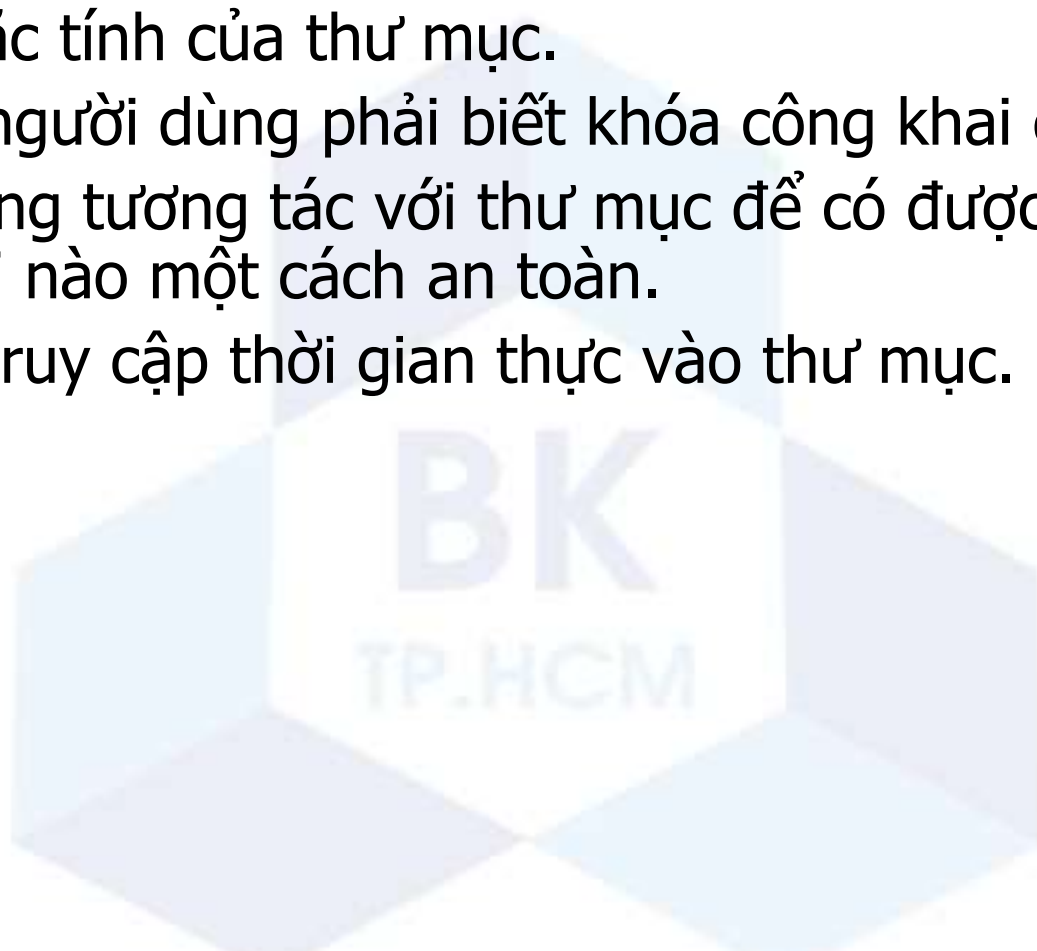 ác tính của thư mục.
người dùng phải biết khóa công khai
ng tương tác với thư mục để có được
nào một cách an toàn.
ruy cập thời gian thực vào thư mục.
BK
TP.HCM